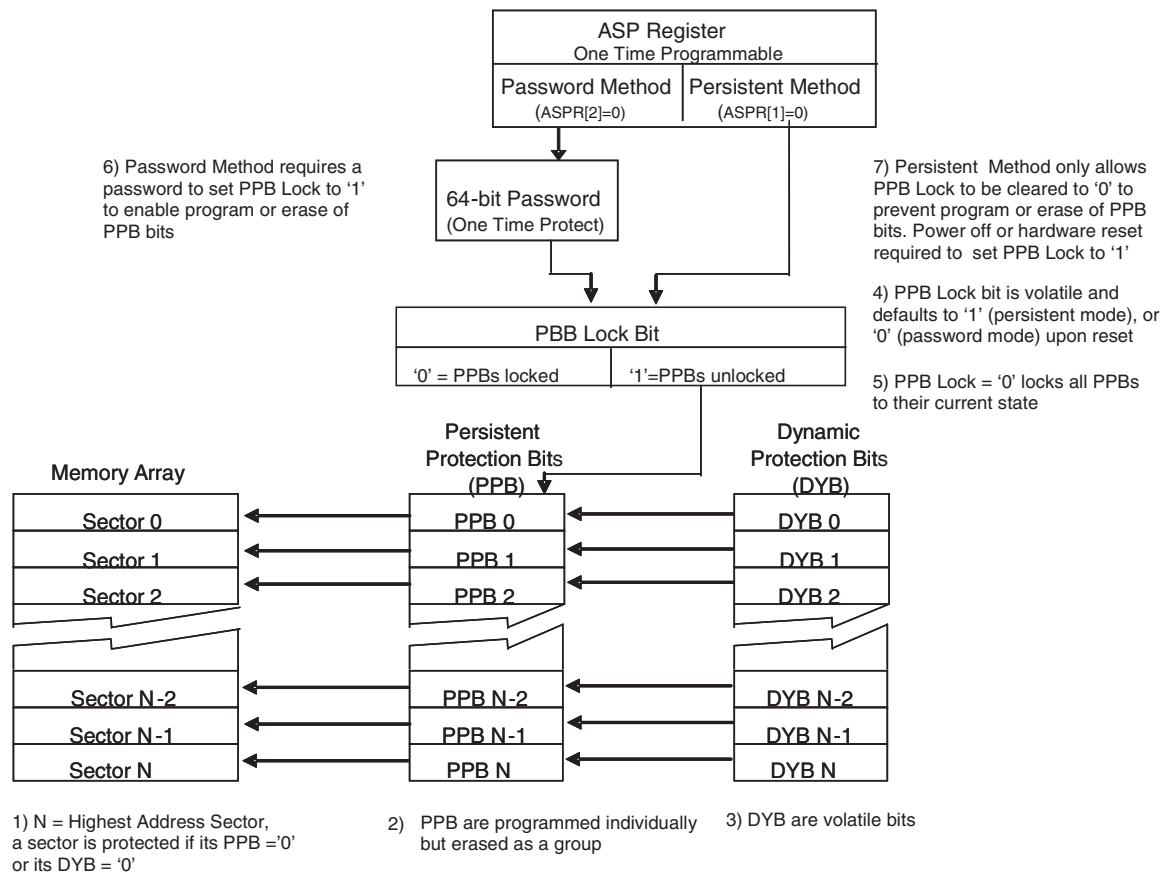 ASP Register
One Time Programmable
Password Method
(ASPR[2]=0)
Persistent Method
(ASPR[1]=0)
6) Password Method requires a
password to set PPB Lock to ‘1’
to enable program or erase of
PPB bits
64-bit Password
(One Time Protect)
7) Persistent Method only allows
PPB Lock to be cleared to ‘0’ to
prevent program or erase of PPB
bits. Power off or hardware reset
required to set PPB Lock to ‘1’
4) PPB Lock bit is volatile and
defaults to ‘1’ (persistent mode), or
‘0’ (password mode) upon reset
5) PPB Lock = ‘0’ locks all PPBs
to their current state
PBB Lock Bit
‘0’ = PPBs locked
‘1’=PPBs unlocked
Memory Array
Persistent
Protection Bits
(PPB)
Dynamic
Protection Bits
(DYB)
Sector 0
PPB 0
DYB 0
Sector 1
PPB 1
DYB 1
Sector 2
PPB 2
DYB 2
Sector N-2
PPB N-2
DYB N-2
Sector N-1
PPB N-1
DYB N-1
Sector N
PPB N
DYB N
1) N = Highest Address Sector,
a sector is protected if its PPB =’0’
or its DYB = ‘0’
2) PPB are programmed individually
but erased as a group
3) DYB are volatile bits